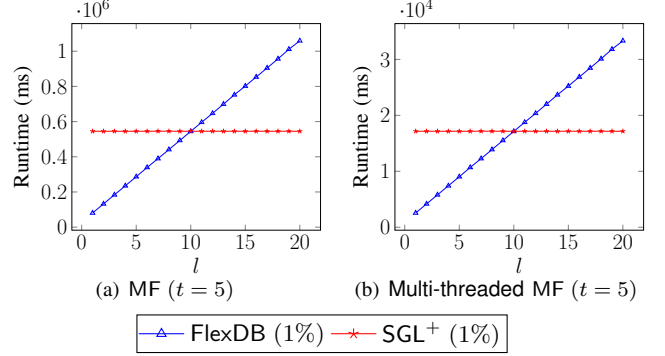 ·10^6
1
0.8
0.6
0.4
0.2
0
Runtime (ms)
0 5 10 15 20
l
(a) MF (t = 5)
·10^4
3
2
1
0
Runtime (ms)
0 5 10 15 20
l
(b) Multi-threaded MF (t = 5)
FlexDB (1%) SGL+ (1%)